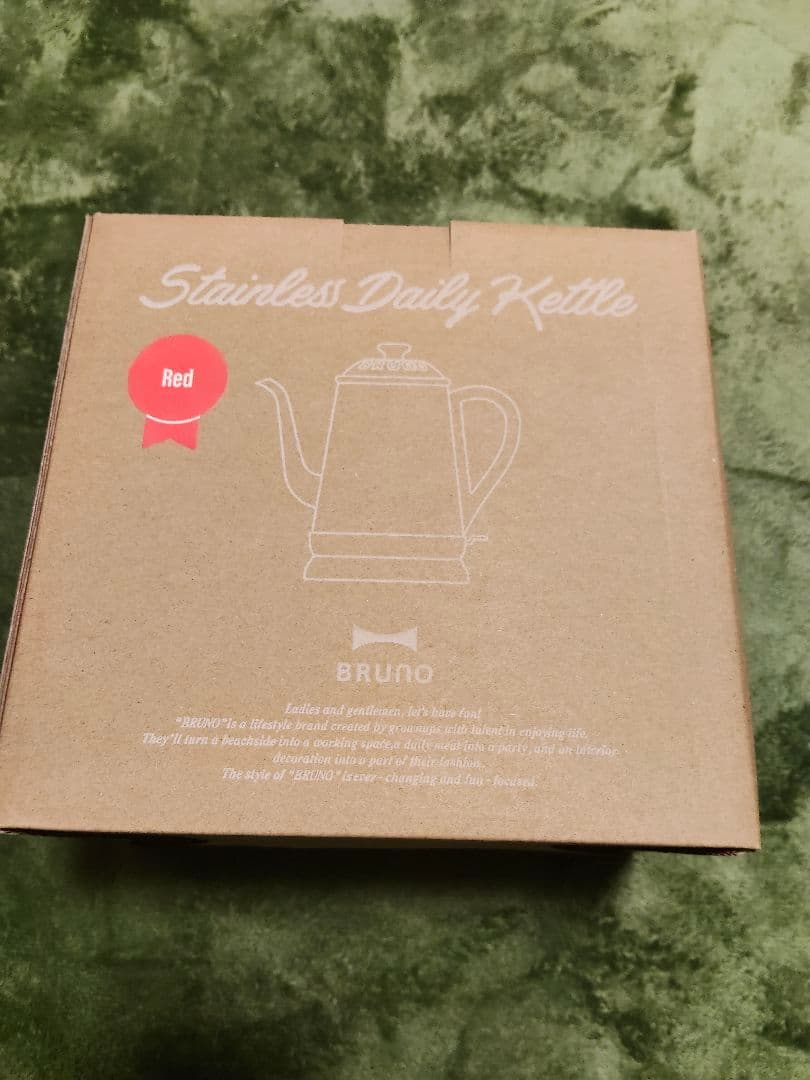 Stainless Daily Kettle
Red
BRUNO
BRUNO
Ladies and gentlemen, let's have fun!
"BRUNO" is a lifestyle brand created by grownups with talent in enjoying life.
They'll turn a beachside into a working space, a daily meal into a party, and an interior
decoration into a part of their fashion.
The style of "BRUNO" is ever-changing and fun-focused.